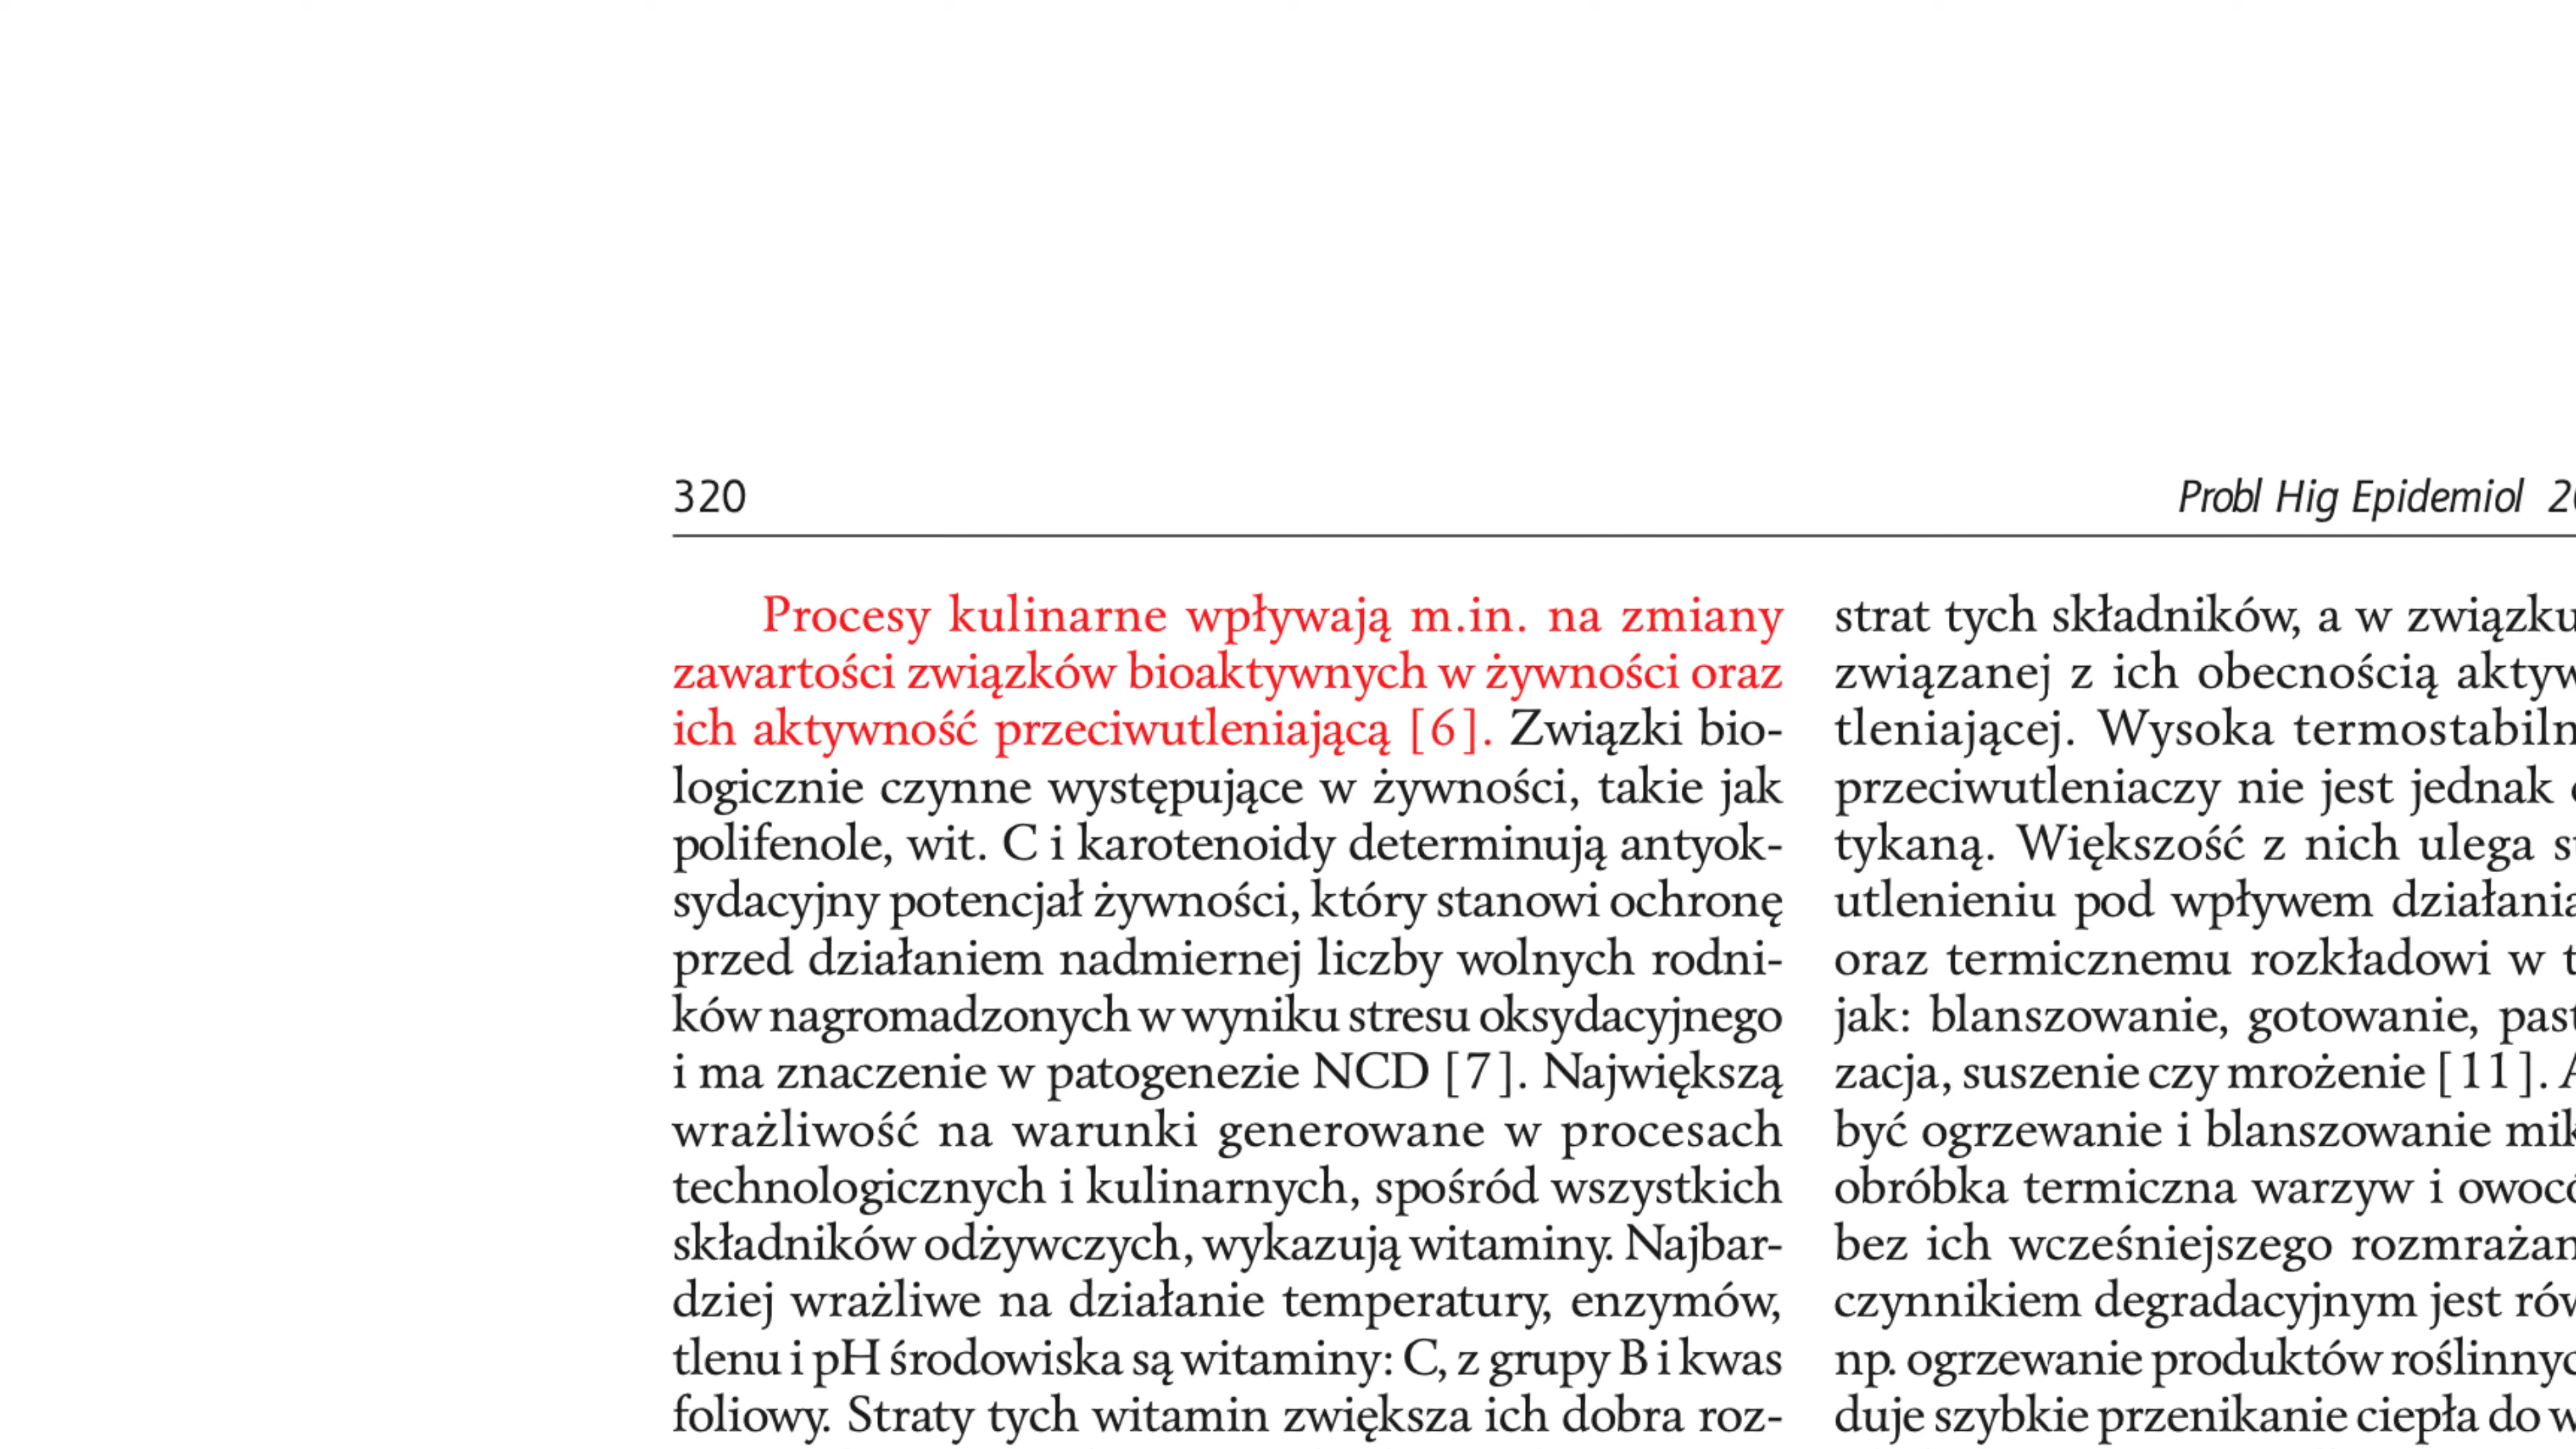 320
Probl Hig Epidemiol
Procesy kulinarne wpływają m.in. na zmiany
zawartości związków bioaktywnych w żywności oraz
ich aktywność przeciwutleniającą [6]. Związki bio-
logicznie czynne występujące w żywności, takie jak
polifenole, wit. C i karotenoidy determinują antyok-
sydacyjny potencjał żywności, który stanowi ochronę
przed działaniem nadmiernej liczby wolnych rodni-
ków nagromadzonych w wyniku stresu oksydacyjnego
i ma znaczenie w patogenezie NCD [7]. Największą
wrażliwość na warunki generowane w procesach
technologicznych i kulinarnych, spośród wszystkich
składników odżywczych, wykazują witaminy. Najbar-
dziej wrażliwe na działanie temperatury, enzymów,
tlenu i pH środowiska są witaminy: C, z grupy B i kwas
foliowy. Straty tych witamin zwiększa ich dobra roz-
strat tych składników, a w związku
związanej z ich obecnością aktyw
tleniającej. Wysoka termostabiln
przeciwutleniaczy nie jest jednak
tykaną. Większość z nich ulega
utlenieniu pod wpływem działania
oraz termicznemu rozkładowi w t
jak: blanszowanie, gotowanie, past
zacja, suszenie czy mrożenie [11].
być ogrzewanie i blanszowanie mik
obróbka termiczna warzyw i owocó
bez ich wcześniejszego rozmrażan
czynnikiem degradacyjnym jest rów
np. ogrzewanie produktów roślinnyc
duje szybkie przenikanie ciepła do w